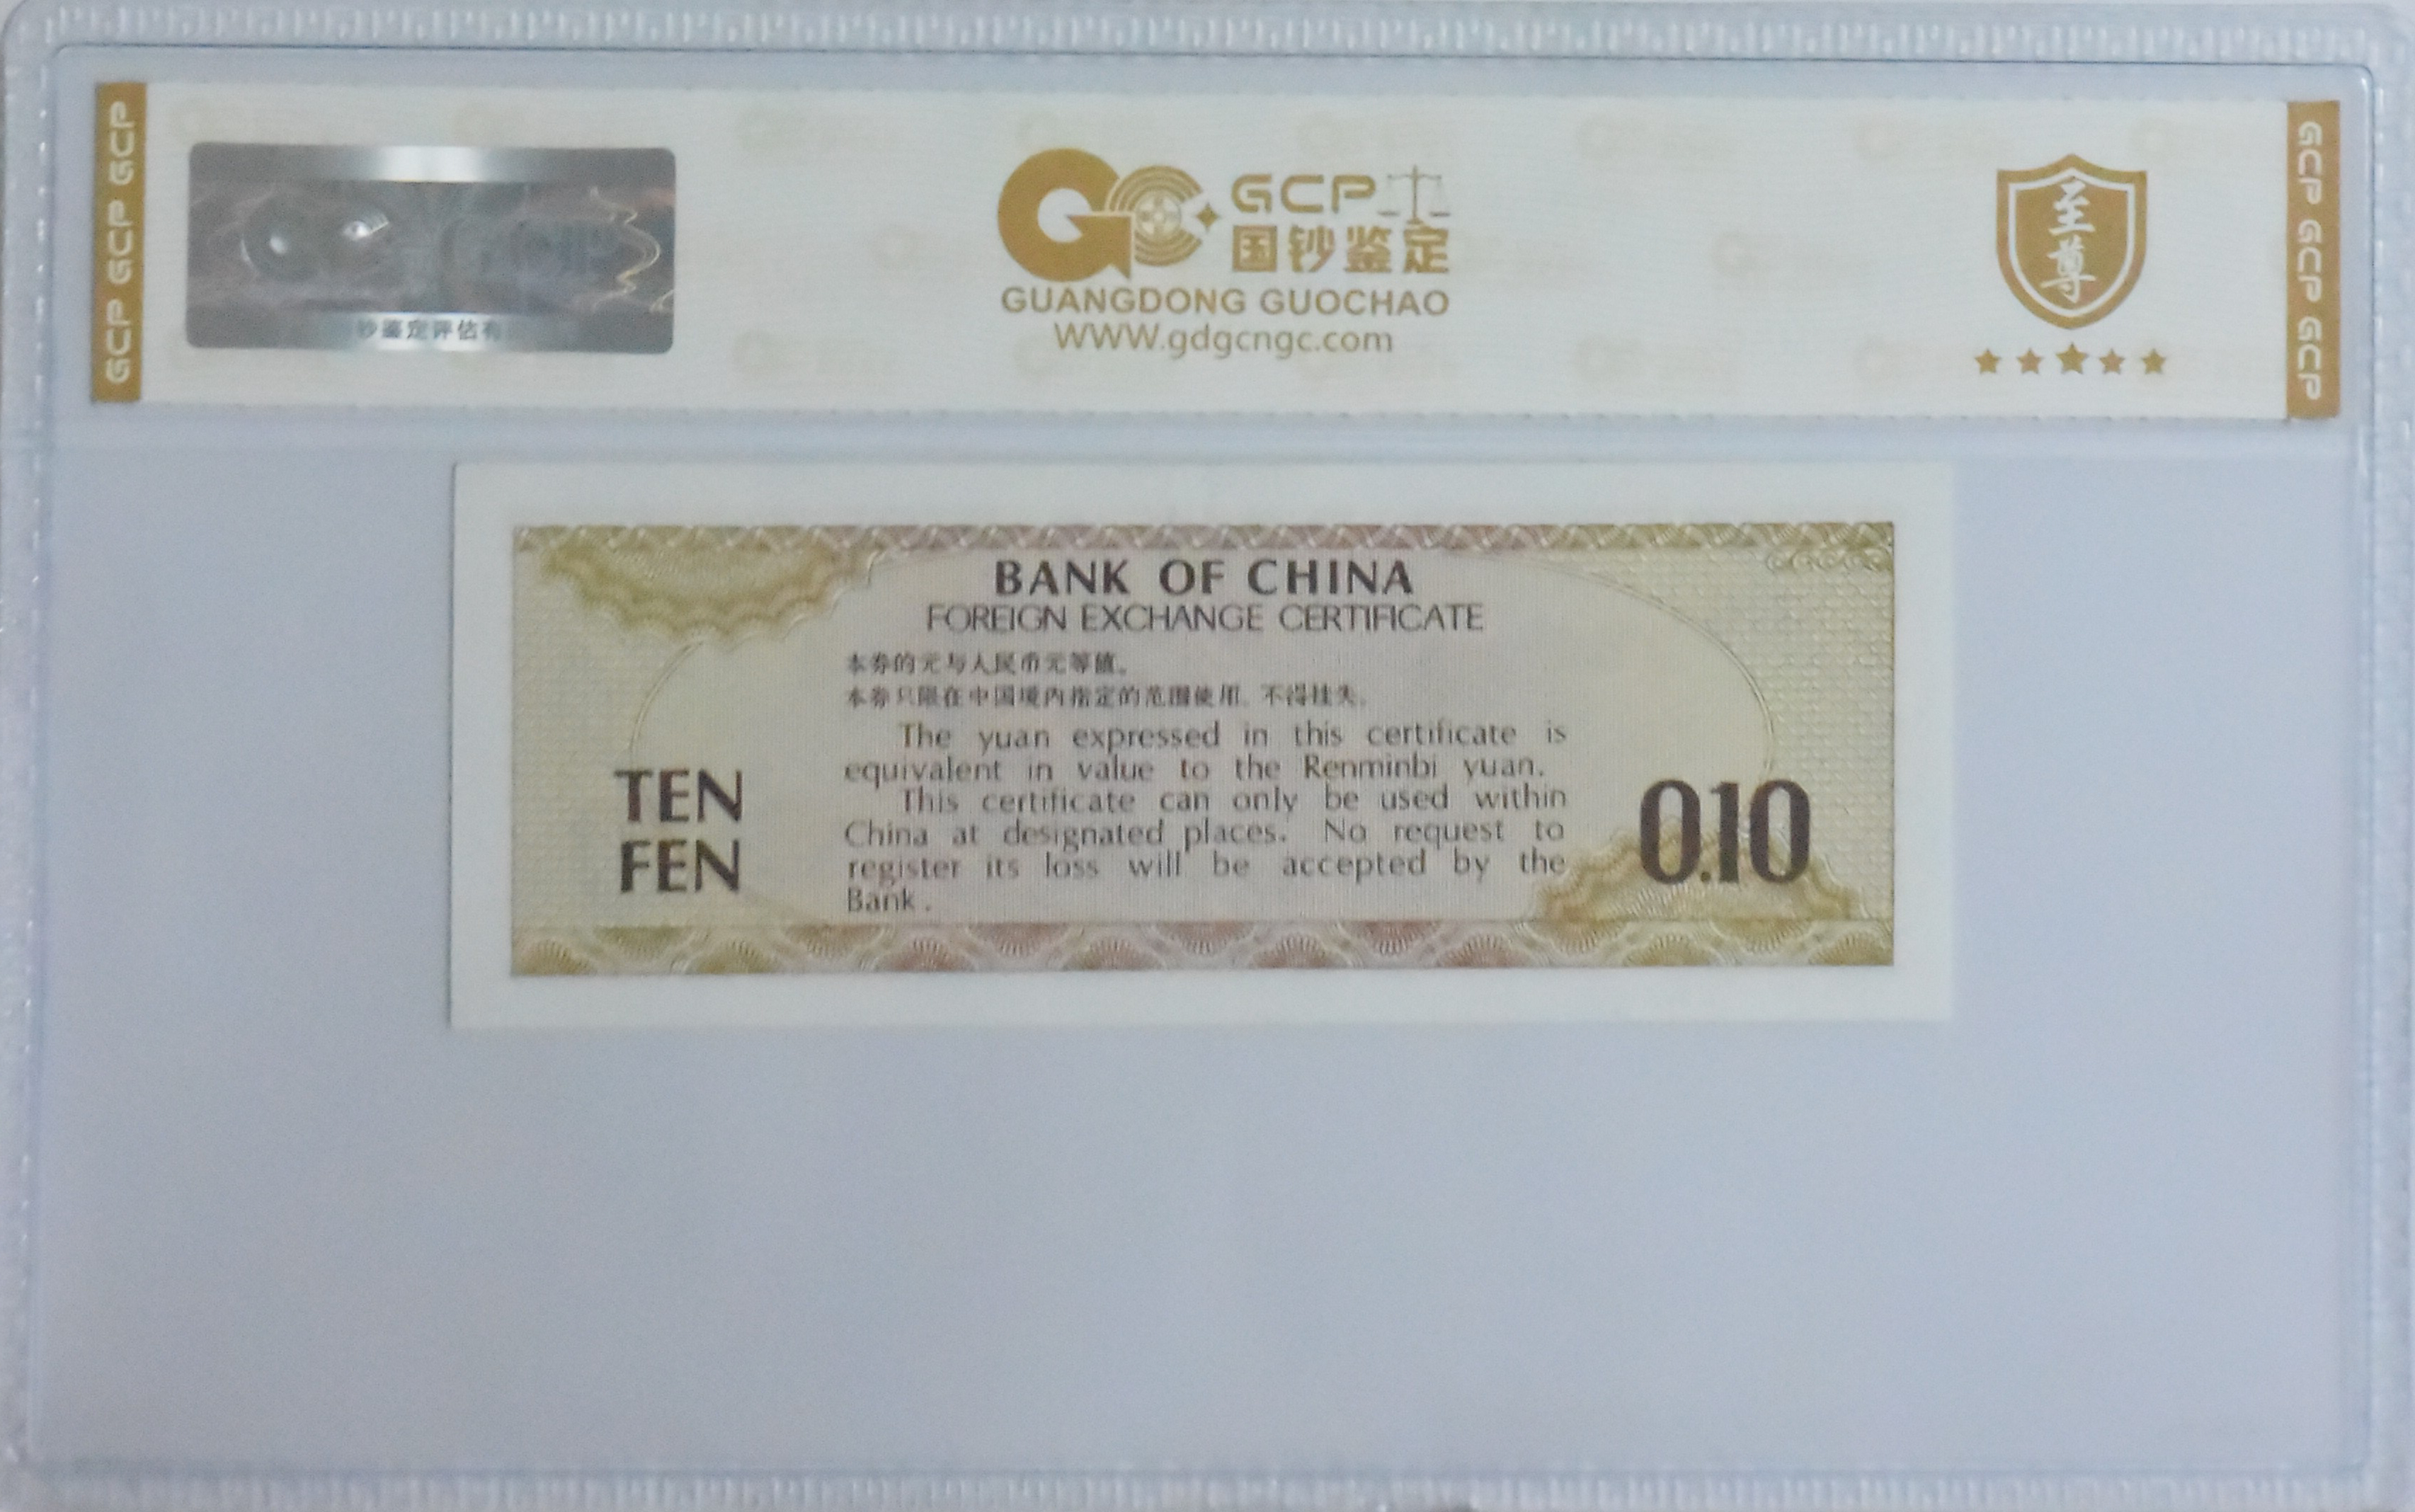 GCP GCP GCP
钞鉴定评估有
GCP
国钞鉴定
GUANGDONG GUOCHAO
WWW.gdgcngc.com
至尊
GCP GCP GCP
BANK OF CHINA
FOREIGN EXCHANGE CERTIFICATE
本券的元与人民币元等值。
本券只限在中国境内指定的范围使用,不得挂失。
The yuan expressed in this certificate is
equivalent in value to the Renminbi yuan.
This certificate can only be used within
China at designated places. No request to
register its loss will be accepted by the
Bank.
TEN
FEN
0.10